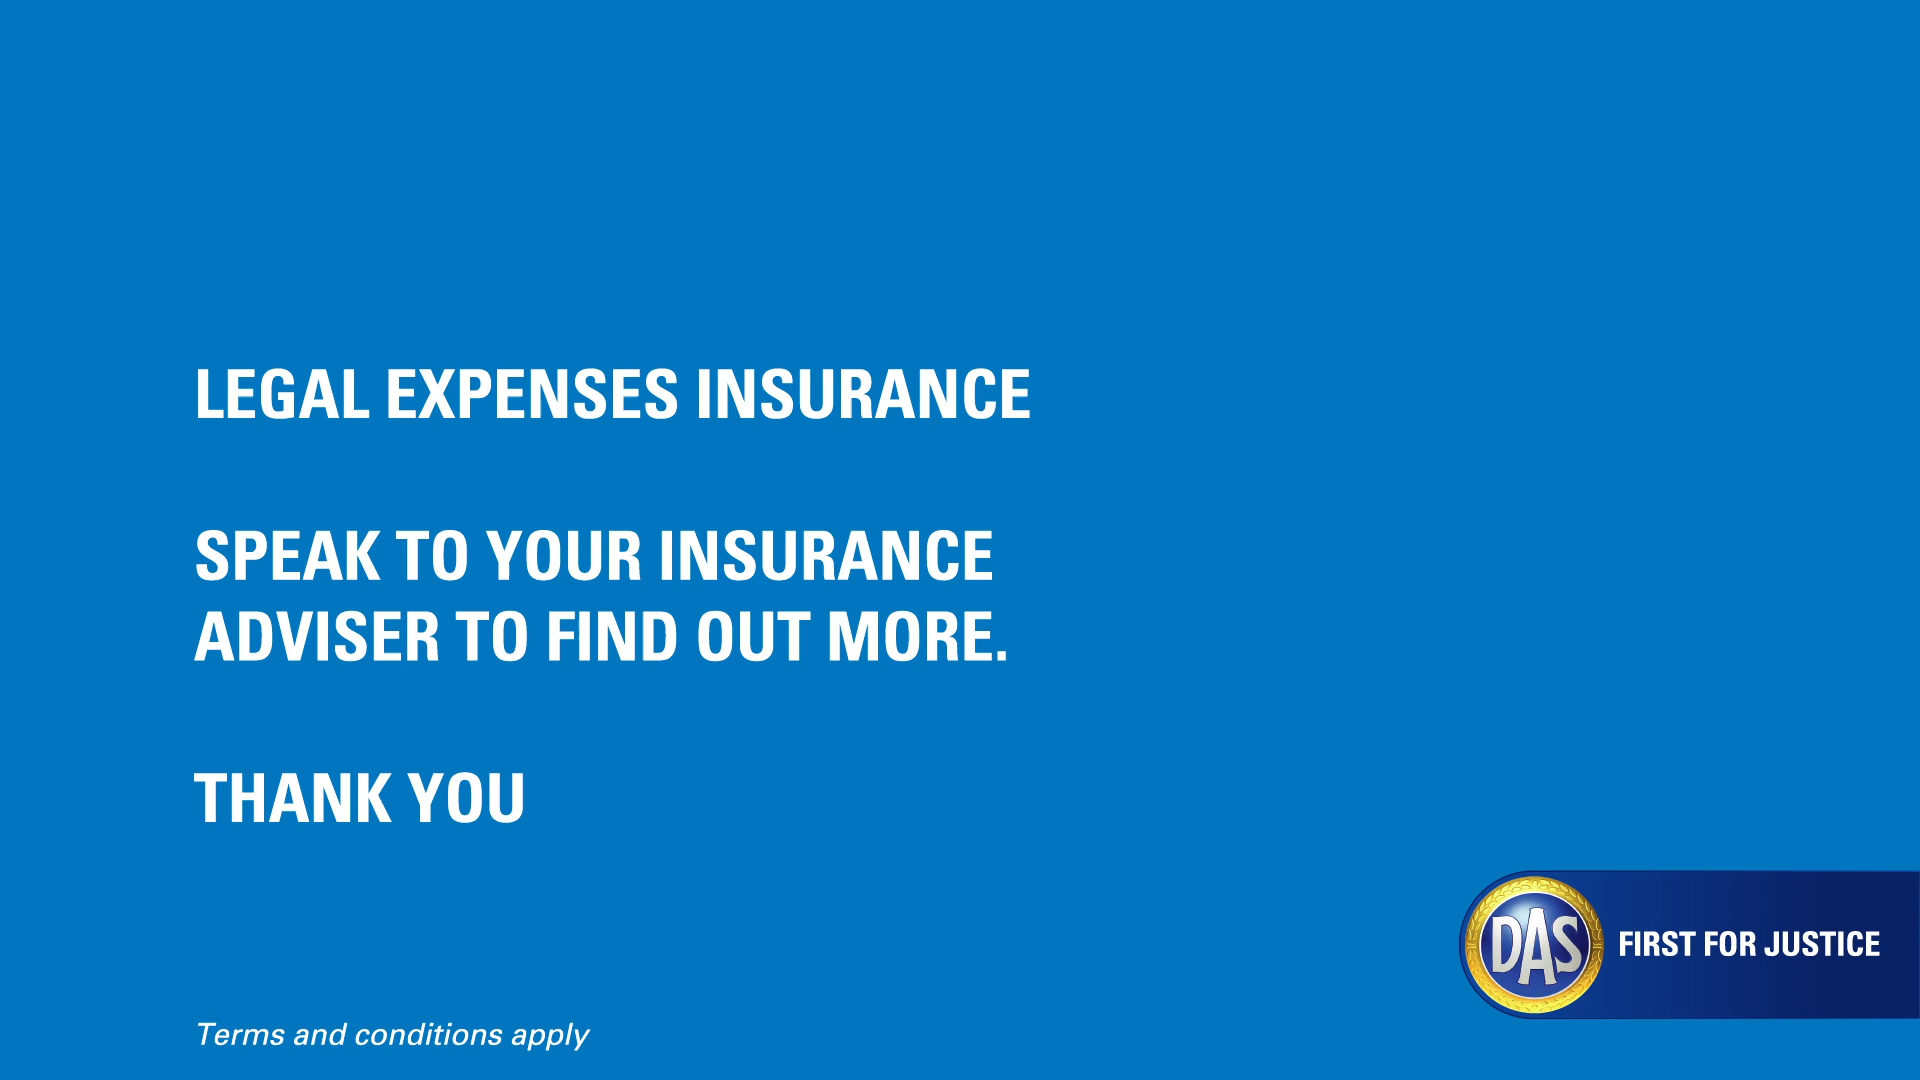 LEGAL EXPENSES INSURANCE
SPEAK TO YOUR INSURANCE
ADVISER TO FIND OUT MORE.
THANK YOU
DAS FIRST FOR JUSTICE
Terms and conditions apply